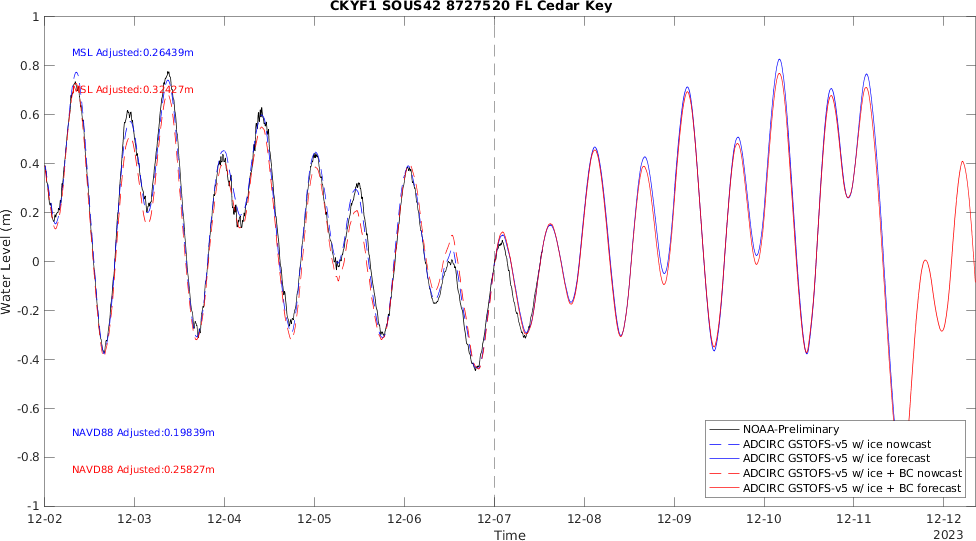 CKYF1 SOUS42 8727520 FL Cedar Key
1
0.8
0.6
0.4
0.2
0
-0.2
-0.4
-0.6
-0.8
-1
Water Level (m)
MSL Adjusted:0.26439m
MSL Adjusted:0.32427m
NAVD88 Adjusted:0.19839m
NAVD88 Adjusted:0.25827m
NOAA-Preliminary
ADCIRC GSTOFS-v5 w/ ice nowcast
ADCIRC GSTOFS-v5 w/ ice forecast
ADCIRC GSTOFS-v5 w/ ice + BC nowcast
ADCIRC GSTOFS-v5 w/ ice + BC forecast
12-02 12-03 12-04 12-05 12-06 12-07 12-08 12-09 12-10 12-11 12-12
Time
2023